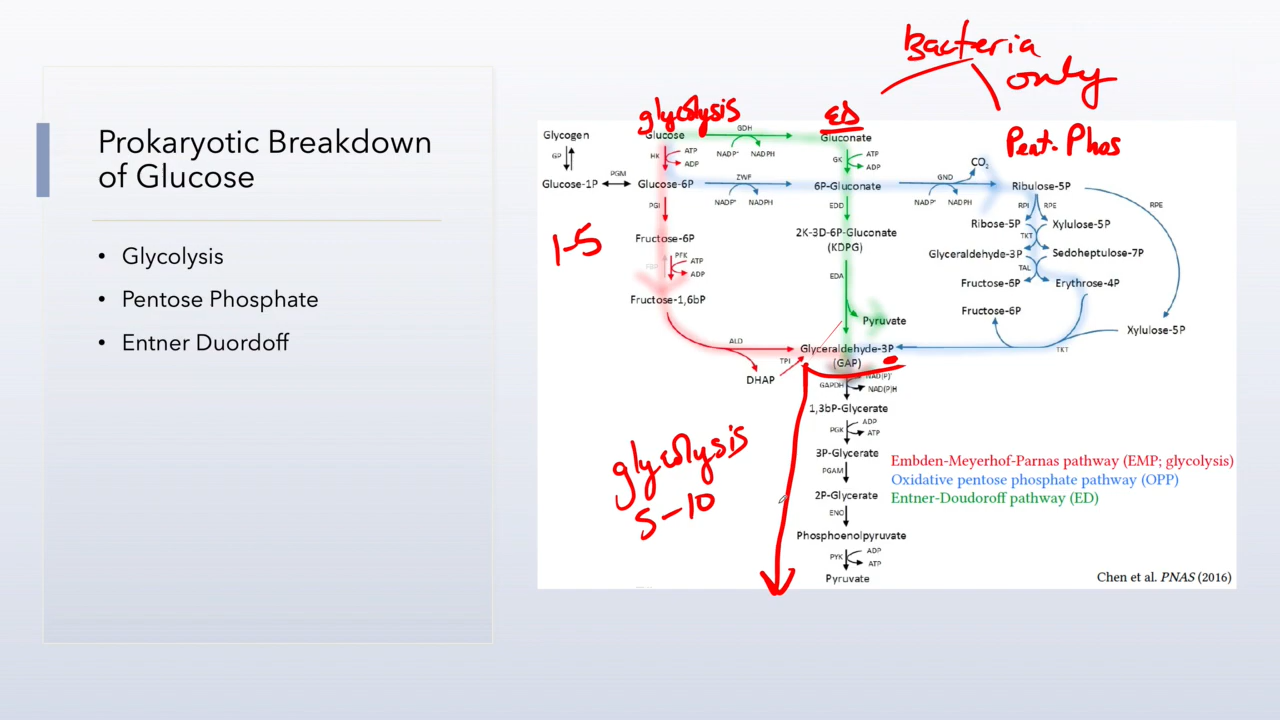 Prokaryotic Breakdown
of Glucose
• Glycolysis
• Pentose Phosphate
• Entner Duordoff
Bacteria
only
glycolysis
ED
Pent. Phos
1-5
glycolysis
5-10
Glycogen
Glucose
GDH
Gluconate
NADP⁺
NADPH
GP
HK
ATP
ADP
GK
ATP
ADP
CO₂
Glucose-1P
PGM
Glucose-6P
ZWF
6P-Gluconate
GND
Ribulose-5P
NADP⁺
NADPH
NADP⁺
NADPH
PGI
EDD
RPI
RPE
RPE
Ribose-5P
Xylulose-5P
Fructose-6P
2K-3D-6P-Gluconate
(KDPG)
TKT
Glyceraldehyde-3P
Sedoheptulose-7P
FBP
PFK
ATP
ADP
EDA
TAL
Fructose-6P
Erythrose-4P
Fructose-1,6bP
Pyruvate
Fructose-6P
Xylulose-5P
ALD
Glyceraldehyde-3P
(GAP)
TKT
TPI
DHAP
GAPDH
NAD(P)⁺
NAD(P)H
1,3bP-Glycerate
PGK
ADP
ATP
3P-Glycerate
PGAM
2P-Glycerate
ENO
Phosphoenolpyruvate
PYK
ADP
ATP
Pyruvate
Embden-Meyerhof-Parnas pathway (EMP; glycolysis)
Oxidative pentose phosphate pathway (OPP)
Entner-Doudoroff pathway (ED)
Chen et al. PNAS (2016)